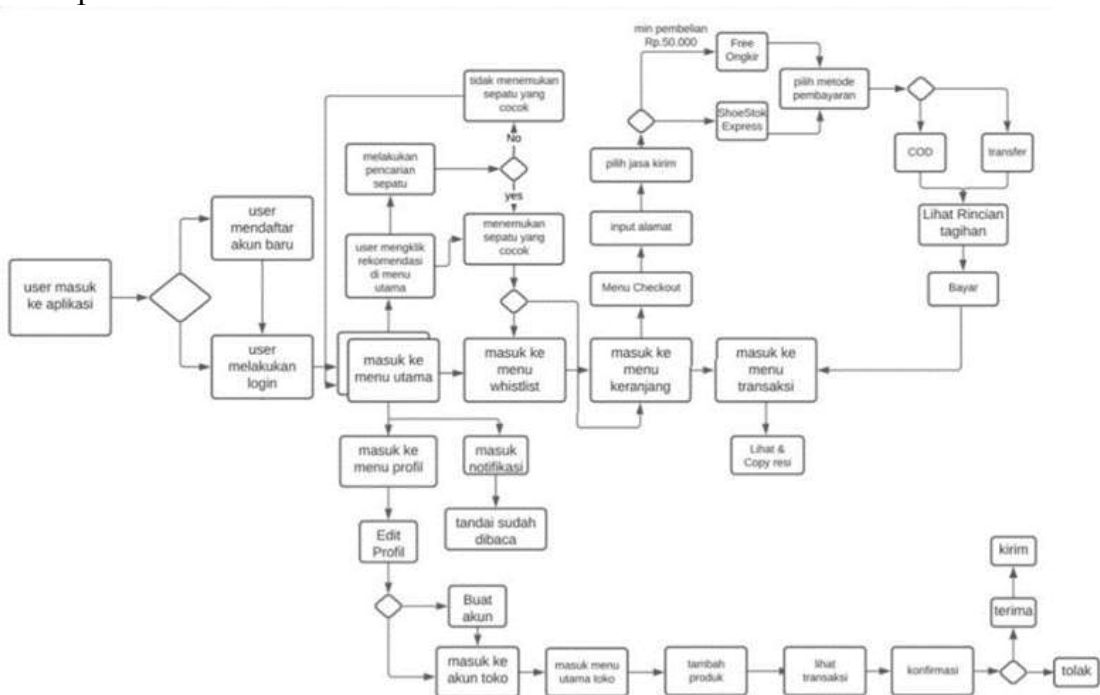 min pembelian
Rp.50.000
Free
Ongkir
pilih metode
pembayaran
ShoeStok
Express
COD
transfer
Lihat Rincian
tagihan
Bayar
tidak menemukan
sepatu yang
cocok
No
yes
melakukan
pencarian
sepatu
menemukan
sepatu yang
cocok
user mengklik
rekomendasi
di menu
utama
pilih jasa kirim
input alamat
Menu Checkout
user
mendaftar
akun baru
user masuk
ke aplikasi
user
melakukan
login
masuk ke
menu utama
masuk ke
menu
whistlist
masuk ke
menu
keranjang
masuk ke
menu
transaksi
Lihat &
Copy resi
masuk ke
menu profil
masuk
notifikasi
tandai sudah
dibaca
Edit
Profil
Buat
akun
masuk ke
akun toko
masuk menu
utama toko
tambah
produk
lihat
transaksi
konfirmasi
kirim
terima
tolak